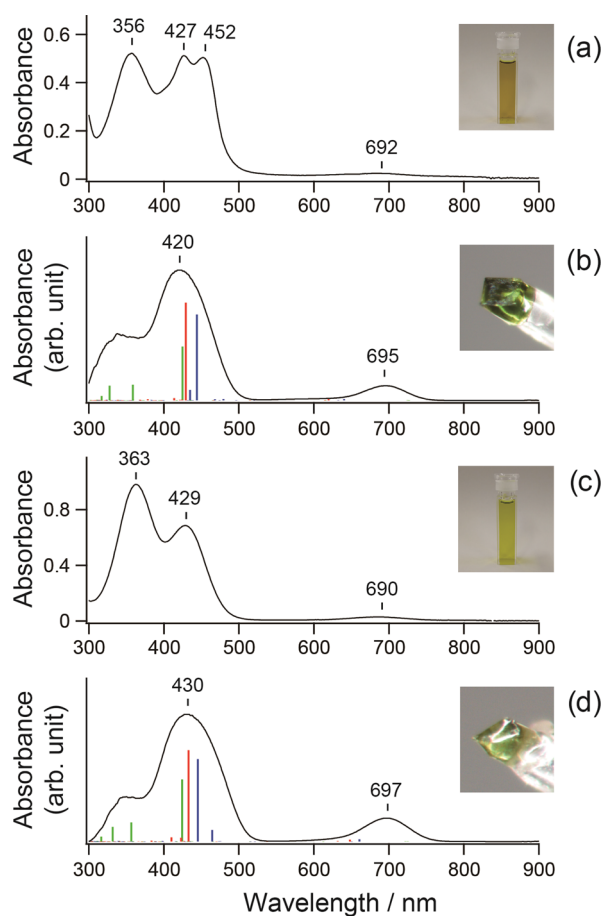 356
427
452
(a)
0.6
0.4
0.2
0
Absorbance
692
300 400 500 600 700 800 900
420
(b)
Absorbance
(arb. unit)
695
300 400 500 600 700 800 900
363
429
(c)
0.8
0.4
0
Absorbance
690
300 400 500 600 700 800 900
430
(d)
Absorbance
(arb. unit)
697
300 400 500 600 700 800 900
Wavelength / nm